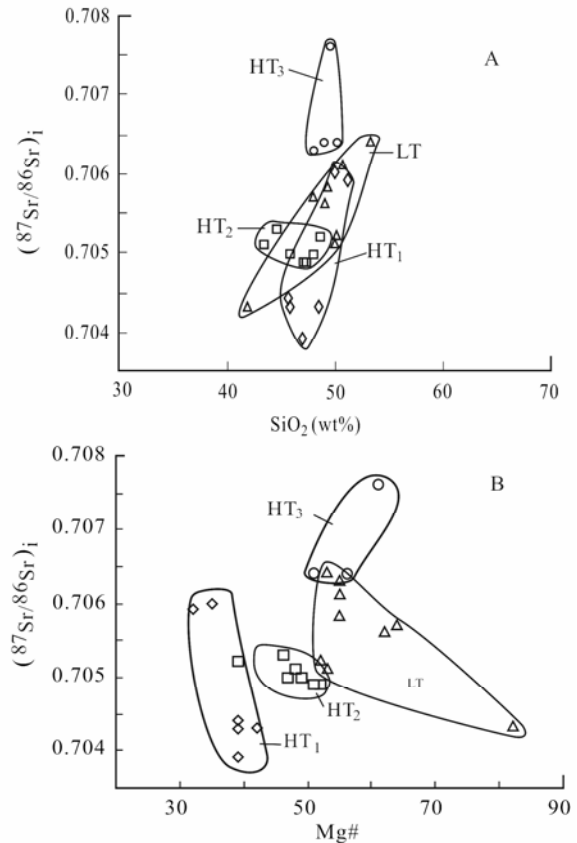 0.708
0.707
0.706
0.705
0.704
(⁸⁷Sr/⁸⁶Sr)ᵢ
A
HT₃
LT
HT₂
HT₁
30 40 50 60 70
SiO₂ (wt%)
0.708
0.707
0.706
0.705
0.704
(⁸⁷Sr/⁸⁶Sr)ᵢ
B
HT₃
LT
HT₂
HT₁
30 50 70 90
Mg#